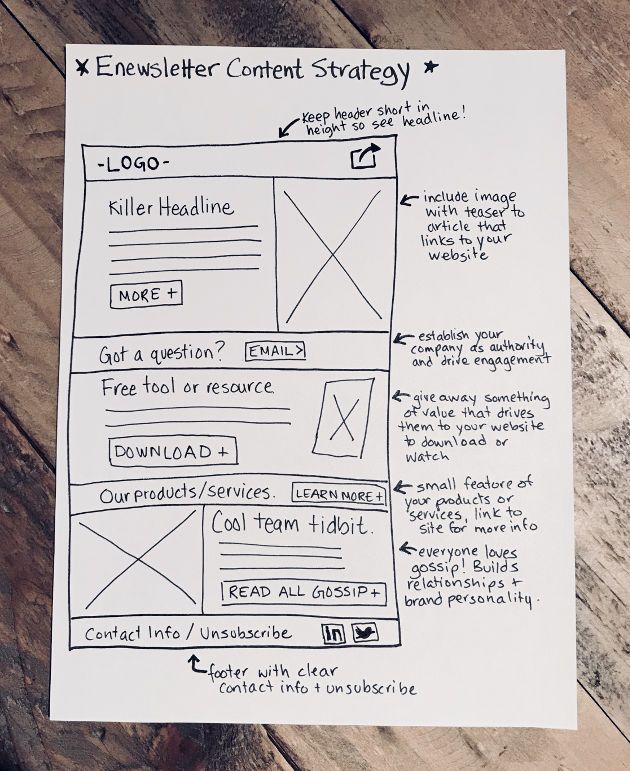 * Enewsletter Content Strategy *
Keep header short in
height so see headline!
-LOGO-
Killer Headline
MORE +
include image
with teaser to
article that
links to your
website
Got a question? EMAIL>
establish your
company as authority
and drive engagement
Free tool or resource
DOWNLOAD +
give away something
of value that drives
them to your website
to download or
watch
Our products/services. LEARN MORE +
small feature of
your products or
services, link to
site for more info
Cool team tidbit.
READ ALL GOSSIP +
everyone loves
gossip! Builds
relationships +
brand personality.
Contact Info / Unsubscribe in
footer with clear
contact info + unsubscribe